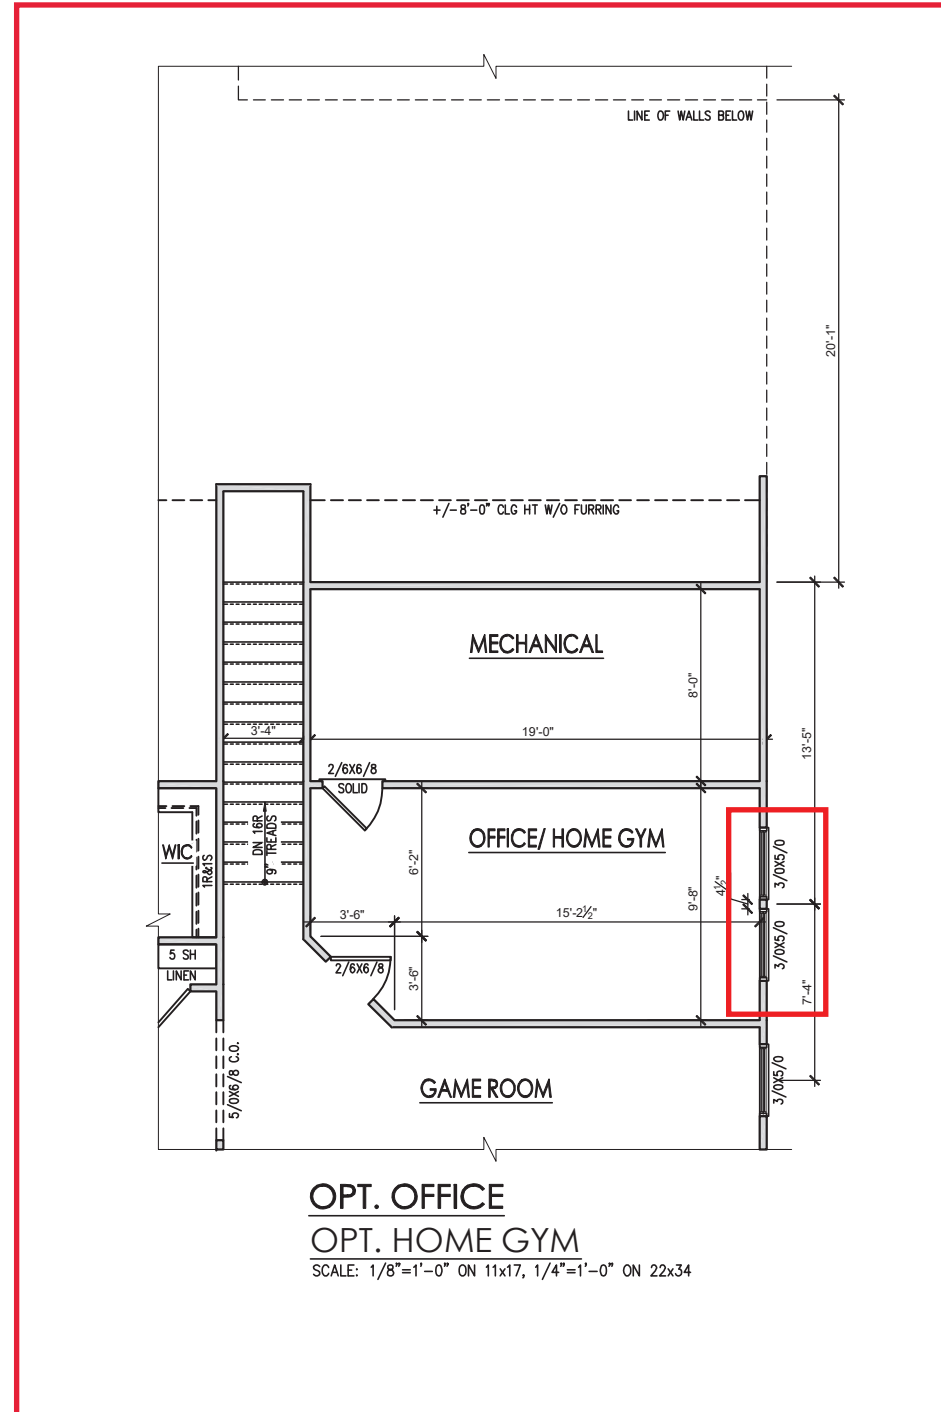 LINE OF WALLS BELOW
20'-1"
+/-8'-0" CLG HT W/O FURRING
MECHANICAL
8'-0"
3'-4"
19'-0"
13'-5"
2/6X6/8
SOLID
OFFICE/ HOME GYM
DN 16R
9" TREADS
WIC
1R&1S
6'-2"
9'-8"
4½"
3/0X5/0
3'-6"
15'-2½"
3/0X5/0
5 SH
LINEN
2/6X6/8
3'-6"
7'-4"
5/0X6/8 C.O.
GAME ROOM
3/0X5/0
OPT. OFFICE
OPT. HOME GYM
SCALE: 1/8"=1'-0" ON 11x17, 1/4"=1'-0" ON 22x34